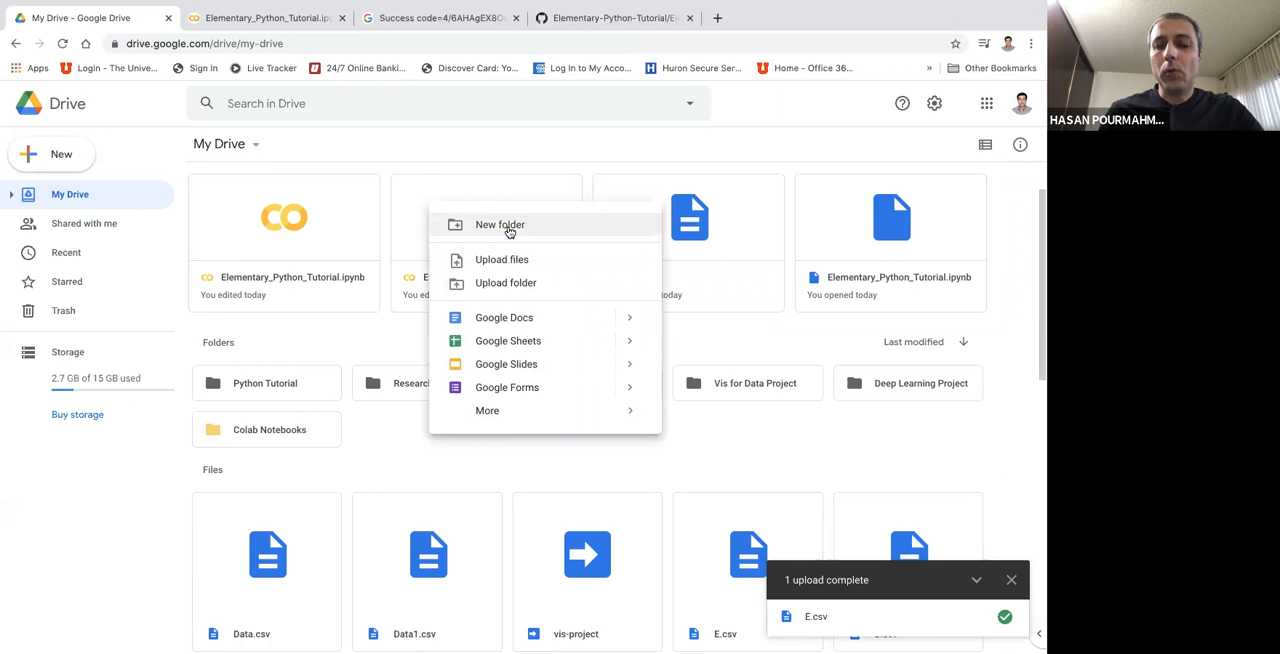 My Drive - Google Drive
Elementary_Python_Tutorial.ip
Success code=4/6AHAgEX8O
Elementary-Python-Tutorial/El
drive.google.com/drive/my-drive
Apps
Login - The Unive...
Sign In
Live Tracker
24/7 Online Banki...
Discovery Card: Yo...
Log In to My Acco...
Huron Secure Ser...
Home - Office 36...
»
Other Bookmarks
HASAN POURMAHM...
Drive
Search in Drive
New
My Drive
My Drive
Shared with me
Recent
Starred
Trash
Storage
2.7 GB of 15 GB used
Buy storage
Elementary_Python_Tutorial.ipynb
You edited today
E
You ed
today
Elementary_Python_Tutorial.ipynb
You opened today
New folder
Upload files
Upload folder
Google Docs
Google Sheets
Google Slides
Google Forms
More
Folders
Last modified
Python Tutorial
Researc
Vis for Data Project
Deep Learning Project
Colab Notebooks
Files
Data.csv
Data1.csv
vis-project
E.csv
1 upload complete
E.csv